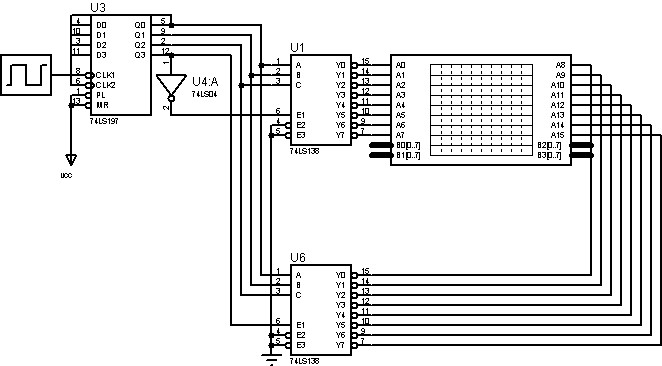 U3
4 D0 Q0 5
10 D1 Q1 9
3 D2 Q2 2
11 D3 Q3 12
8 CLK1
6 CLK2
1 PL
13 MR
74LS197
UCC
1
U4:A
74LS04
2
U1
1 A Y0 15
2 B Y1 14
3 C Y2 13
Y3 12
Y4 11
6 E1 Y5 10
4 E2 Y6 9
5 E3 Y7 7
74LS138
A0 A8
A1 A9
A2 A10
A3 A11
A4 A12
A5 A13
A6 A14
A7 A15
B0[0..7] B2[0..7]
B1[0..7] B3[0..7]
U6
1 A Y0 15
2 B Y1 14
3 C Y2 13
Y3 12
Y4 11
6 E1 Y5 10
4 E2 Y6 9
5 E3 Y7 7
74LS138